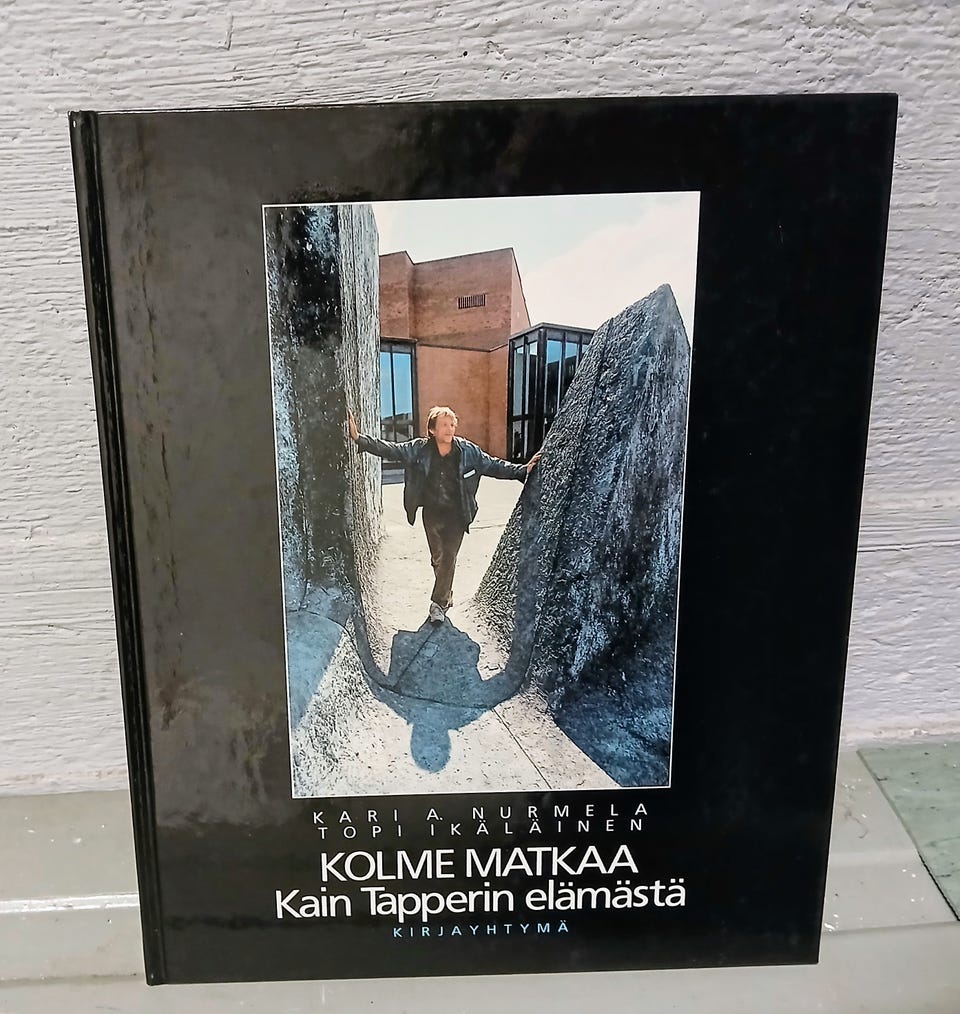 KARI A. NURMELA
TOPI IKÄLÄINEN
KOLME MATKAA
Kain Tapperin elämästä
KIRJAYHTYMÄ